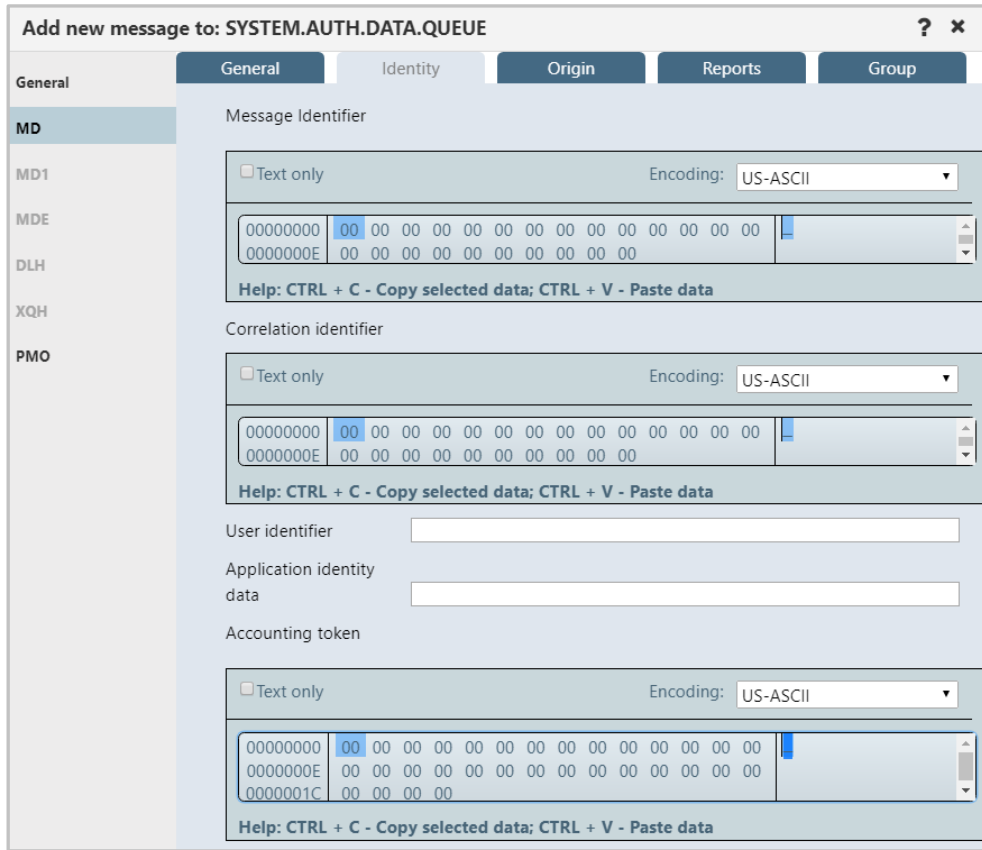 Add new message to: SYSTEM.AUTH.DATA.QUEUE ? ×
General
MD
MD1
MDE
DLH
XQH
PMO
General Identity Origin Reports Group
Message Identifier
Text only Encoding: US-ASCII
00000000 00 00 00 00 00 00 00 00 00 00 00 00 00 00 _
0000000E 00 00 00 00 00 00 00 00 00 00
Help: CTRL + C - Copy selected data; CTRL + V - Paste data
Correlation identifier
Text only Encoding: US-ASCII
00000000 00 00 00 00 00 00 00 00 00 00 00 00 00 00 _
0000000E 00 00 00 00 00 00 00 00 00 00
Help: CTRL + C - Copy selected data; CTRL + V - Paste data
User identifier
Application identity
data
Accounting token
Text only Encoding: US-ASCII
00000000 00 00 00 00 00 00 00 00 00 00 00 00 00 00 _
0000000E 00 00 00 00 00 00 00 00 00 00 00 00 00 00
0000001C 00 00 00 00
Help: CTRL + C - Copy selected data; CTRL + V - Paste data